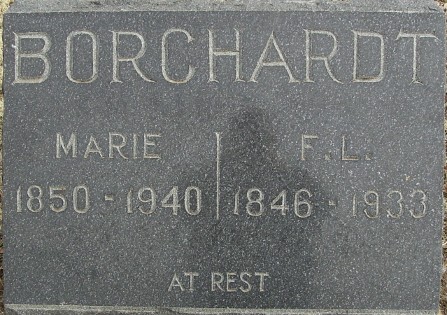 BORCHARDT
MARIE F. L.
1850 - 1940 1846 - 1933
AT REST